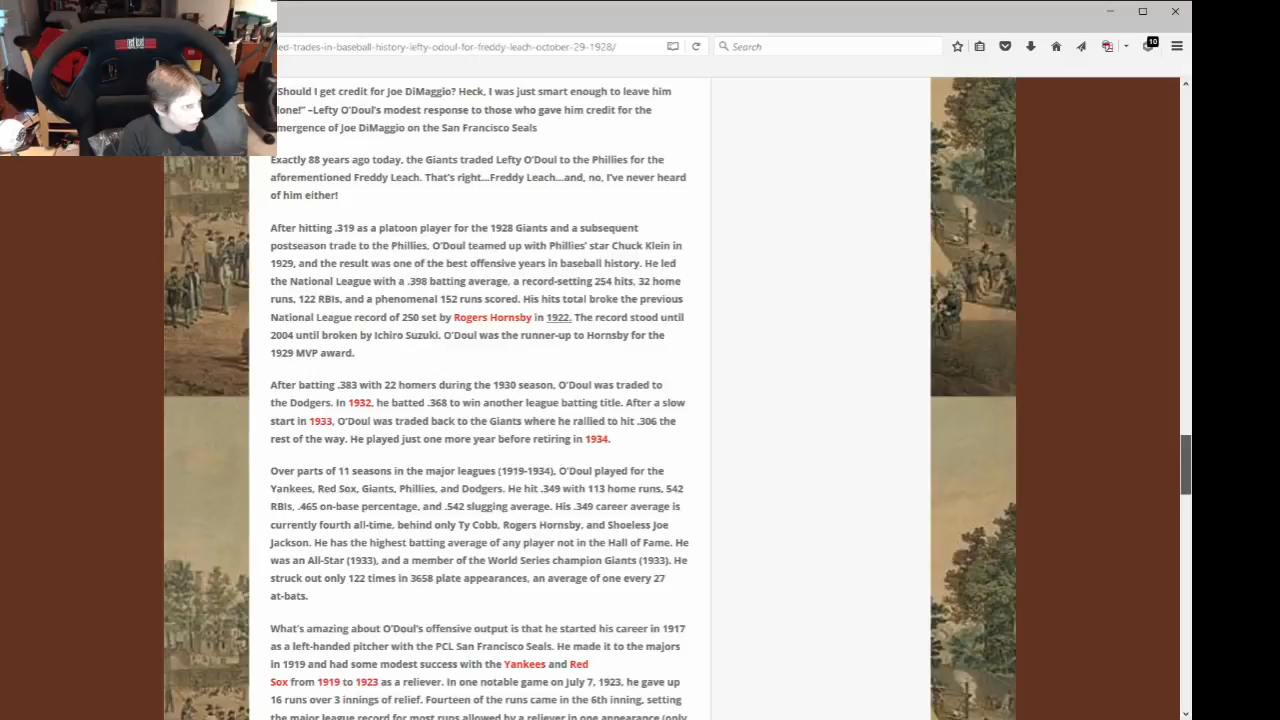 ed-trades-in-baseball-history-lefty-odoul-for-freddy-leach-october-29-1928/
Search
10
Should I get credit for Joe DiMaggio? Heck, I was just smart enough to leave him
lone!" –Lefty O'Doul's modest response to those who gave him credit for the
mergence of Joe DiMaggio on the San Francisco Seals
Exactly 88 years ago today, the Giants traded Lefty O'Doul to the Phillies for the
aforementioned Freddy Leach. That's right...Freddy Leach...and, no, I've never heard
of him either!
After hitting .319 as a platoon player for the 1928 Giants and a subsequent
postseason trade to the Phillies, O'Doul teamed up with Phillies' star Chuck Klein in
1929, and the result was one of the best offensive years in baseball history. He led
the National League with a .398 batting average, a record-setting 254 hits, 32 home
runs, 122 RBIs, and a phenomenal 152 runs scored. His hits total broke the previous
National League record of 250 set by Rogers Hornsby in 1922. The record stood until
2004 until broken by Ichiro Suzuki. O'Doul was the runner-up to Hornsby for the
1929 MVP award.
After batting .383 with 22 homers during the 1930 season, O'Doul was traded to
the Dodgers. In 1932, he batted .368 to win another league batting title. After a slow
start in 1933, O'Doul was traded back to the Giants where he rallied to hit .306 the
rest of the way. He played just one more year before retiring in 1934.
Over parts of 11 seasons in the major leagues (1919-1934), O'Doul played for the
Yankees, Red Sox, Giants, Phillies, and Dodgers. He hit .349 with 113 home runs, 542
RBIs, .465 on-base percentage, and .542 slugging average. His .349 career average is
currently fourth all-time, behind only Ty Cobb, Rogers Hornsby, and Shoeless Joe
Jackson. He has the highest batting average of any player not in the Hall of Fame. He
was an All-Star (1933), and a member of the World Series champion Giants (1933). He
struck out only 122 times in 3658 plate appearances, an average of one every 27
at-bats.
What's amazing about O'Doul's offensive output is that he started his career in 1917
as a left-handed pitcher with the PCL San Francisco Seals. He made it to the majors
in 1919 and had some modest success with the Yankees and Red
Sox from 1919 to 1923 as a reliever. In one notable game on July 7, 1923, he gave up
16 runs over 3 innings of relief. Fourteen of the runs came in the 6th inning, setting
the major league record for most runs allowed by a reliever in one appearance (only